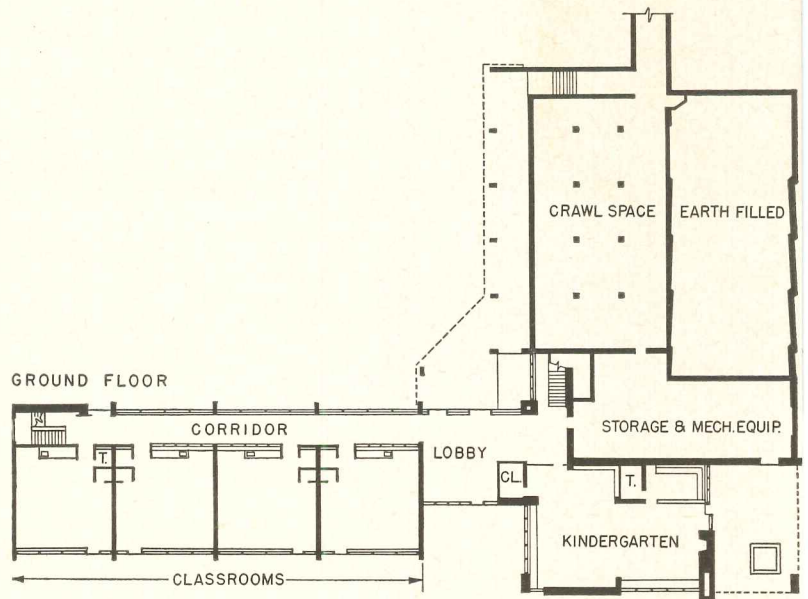 CRAWL SPACE
EARTH FILLED
GROUND FLOOR
CORRIDOR
STORAGE & MECH. EQUIP.
LOBBY
T.
CL.
T.
KINDERGARTEN
CLASSROOMS